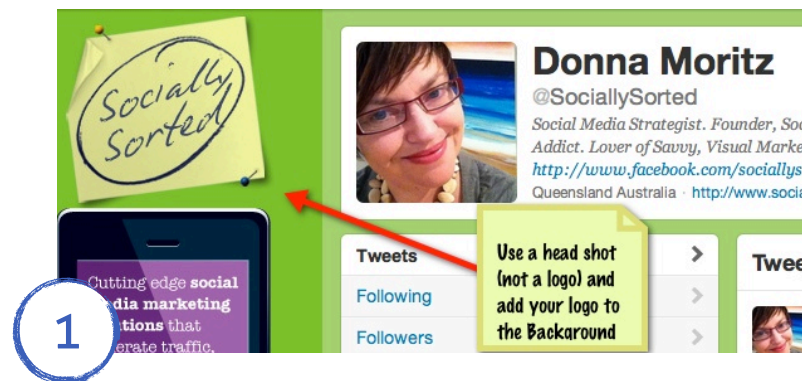 Socially
Sorted
Donna Moritz
@SociallySorted
Social Media Strategist. Founder,
Addict. Lover of Savvy, Visual
http://www.facebook.com/sociallys
Queensland Australia · http://www.socia
Tweets
Following
Followers
Use a head shot
(not a logo) and
add your logo to
the Background
Cutting edge social
marketing
that
traffic,
1